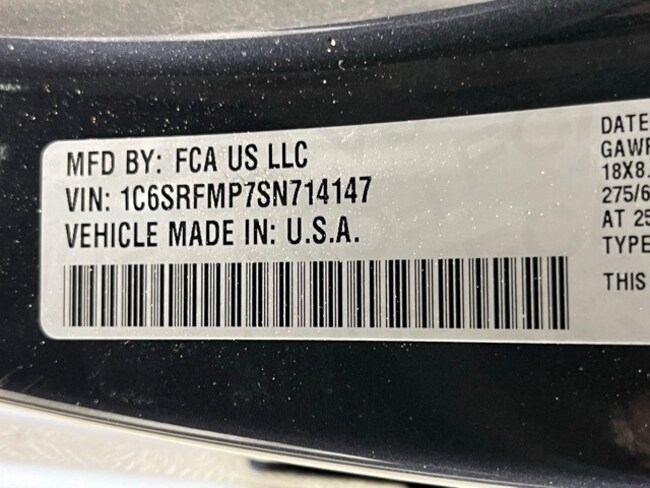 MFD BY: FCA US LLC
VIN: 1C6SRFMP7SN714147
VEHICLE MADE IN: U.S.A.
DATE
GAWR
18X8.
275/6
AT 25
TYPE
THIS